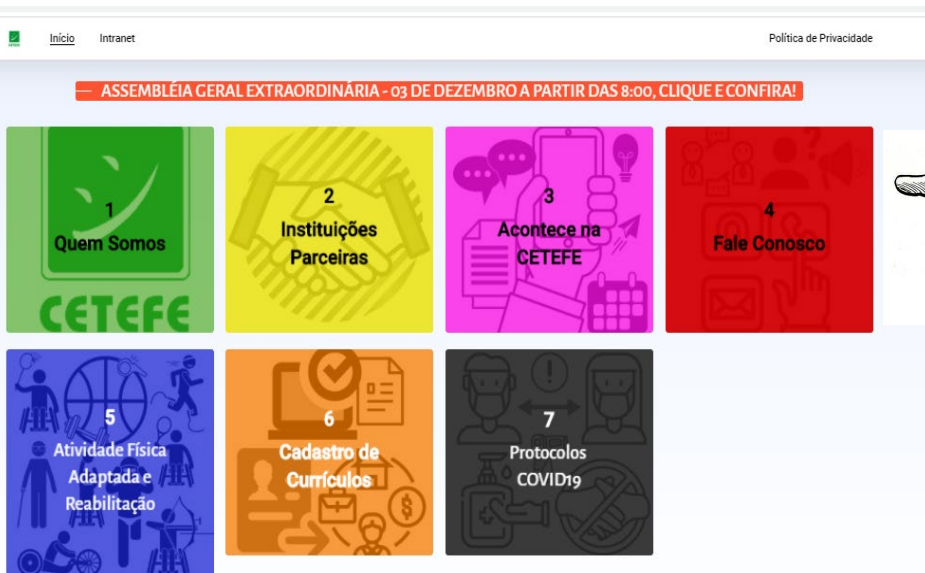 CETEFE
Início
Intranet
Política de Privacidade
ASSEMBLÉIA GERAL EXTRAORDINÁRIA - 03 DE DEZEMBRO A PARTIR DAS 8:00, CLIQUE E CONFIRA!
1
Quem Somos
CETEFE
2
Instituições
Parceiras
3
Acontece na
CETEFE
4
Fale Conosco
5
Atividade Física
Adaptada e
Reabilitação
6
Cadastro de
Currículos
7
Protocolos
COVID19